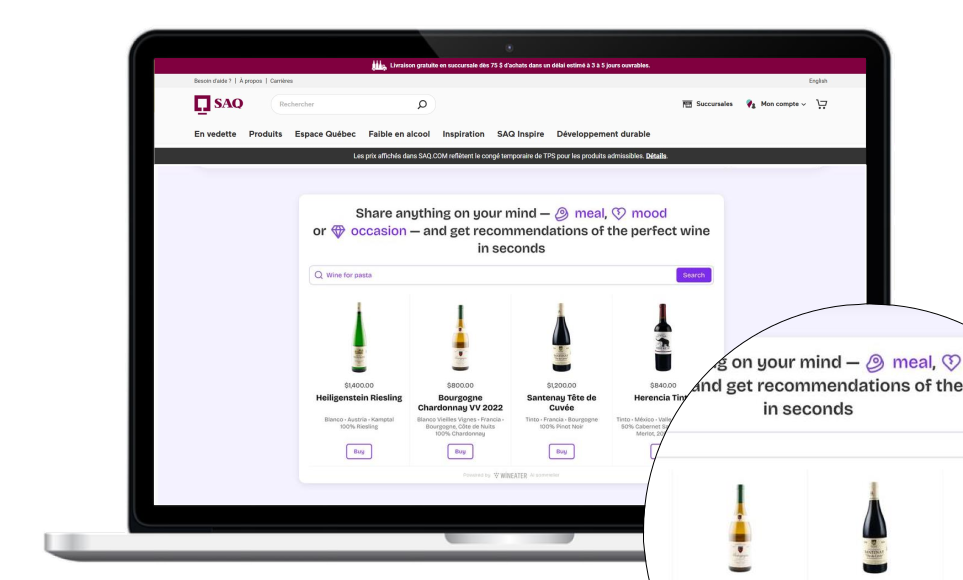 Livraison gratuite en succursale dès 75 $ d'achats dans un délai estimé à 3 à 5 jours ouvrables.
Besoin d'aide ? | À propos | Carrières
English
SAQ
Rechercher
Succursales
Mon compte
En vedette Produits Espace Québec Faible en alcool Inspiration SAQ Inspire Développement durable
Les prix affichés dans SAQ.COM reflètent le congé temporaire de TPS pour les produits admissibles. Détails.
Share anything on your mind — meal, mood
or occasion — and get recommendations of the perfect wine
in seconds
Wine for pasta
Search
$1,400.00
Heiligenstein Riesling
Blanco - Austria - Kamptal
100% Riesling
Buy
$800.00
Bourgogne
Chardonnay VV 2022
Blanco Vieilles Vignes - Francia -
Bourgogne, Côte de Nuits
100% Chardonnay
Buy
$1,200.00
Santenay Tête de
Cuvée
Tinto - Francia - Bourgogne
100% Pinot Noir
Buy
$840.00
Herencia
Tinto - México -
50% Cabernet
Merlot,
Powered by WINEATER AI sommelier
on your mind — meal,
and get recommendations of the
in seconds